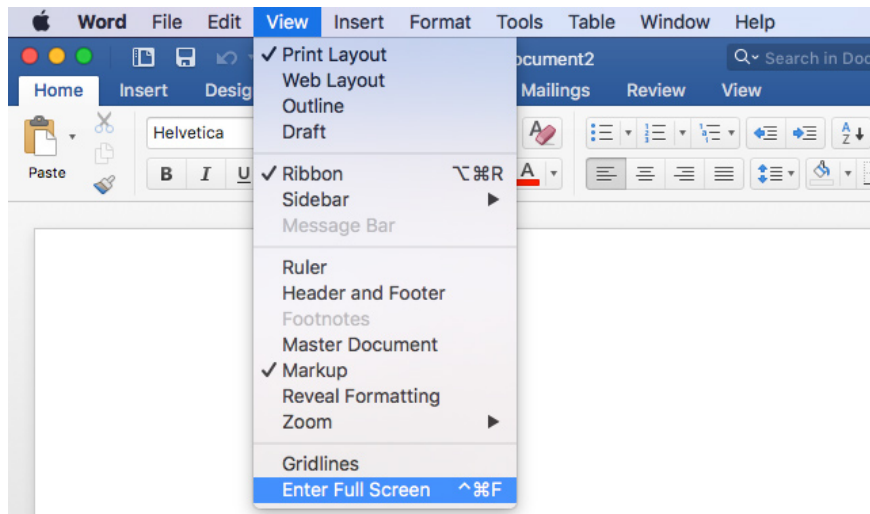 Word File Edit View Insert Format Tools Table Window Help
ocument2 Search in Doc
Home Insert Desig Mailings Review View
Helvetica A A Z
Paste B I U A
✓ Print Layout
Web Layout
Outline
Draft
✓ Ribbon ⌥⌘R
Sidebar ▶
Message Bar
Ruler
Header and Footer
Footnotes
Master Document
✓ Markup
Reveal Formatting
Zoom ▶
Gridlines
Enter Full Screen ^⌘F